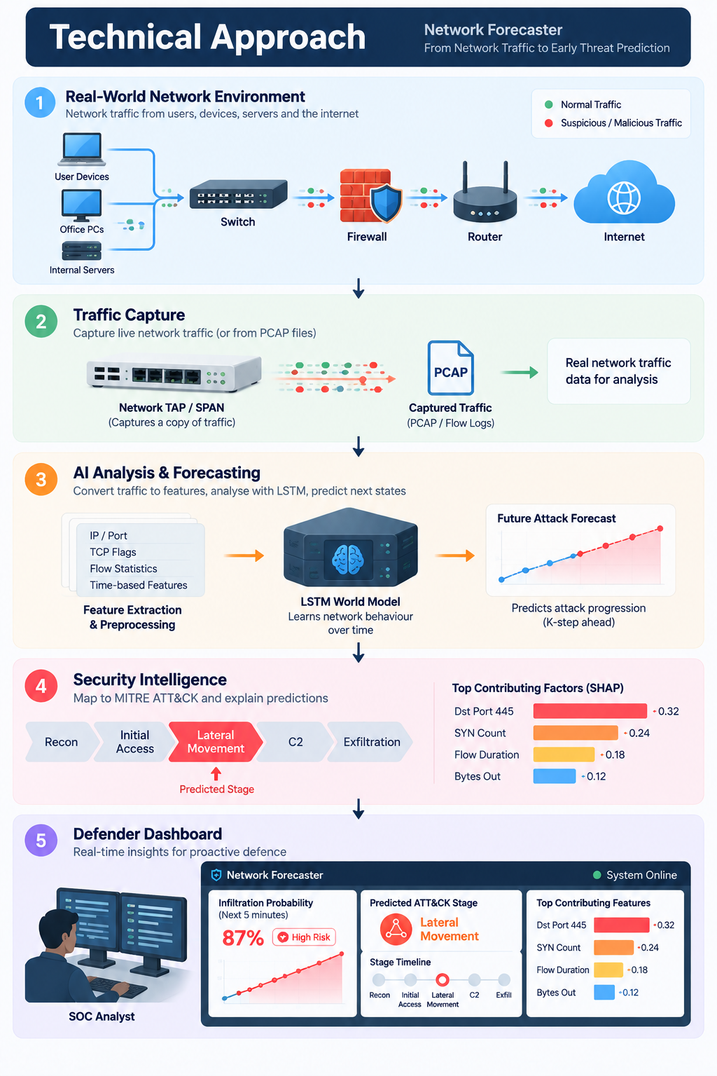 Technical Approach
Network Forecaster
From Network Traffic to Early Threat Prediction
1
Real-World Network Environment
Network traffic from users, devices, servers and the internet
Normal Traffic
Suspicious / Malicious Traffic
User Devices
Office PCs
Internal Servers
Switch
Firewall
Router
Internet
2
Traffic Capture
Capture live network traffic (or from PCAP files)
Network TAP / SPAN
(Captures a copy of traffic)
PCAP
Captured Traffic
(PCAP / Flow Logs)
Real network traffic
data for analysis
3
AI Analysis & Forecasting
Convert traffic to features, analyse with LSTM, predict next states
IP / Port
TCP Flags
Flow Statistics
Time-based Features
Feature Extraction
& Preprocessing
LSTM World Model
Learns network behaviour
over time
Future Attack Forecast
Predicts attack progression
(K-step ahead)
4
Security Intelligence
Map to MITRE ATT&CK and explain predictions
Recon
Initial
Access
Lateral
Movement
C2
Exfiltration
Predicted Stage
Top Contributing Factors (SHAP)
Dst Port 445 -0.32
SYN Count -0.24
Flow Duration -0.18
Bytes Out -0.12
5
Defender Dashboard
Real-time insights for proactive defence
SOC Analyst
Network Forecaster
System Online
Infiltration Probability
(Next 5 minutes)
87%
High Risk
Predicted ATT&CK Stage
Lateral
Movement
Stage Timeline
Recon
Initial
Access
Lateral
Movement
C2
Exfill
Top Contributing Features
Dst Port 445 -0.32
SYN Count -0.24
Flow Duration -0.18
Bytes Out -0.12